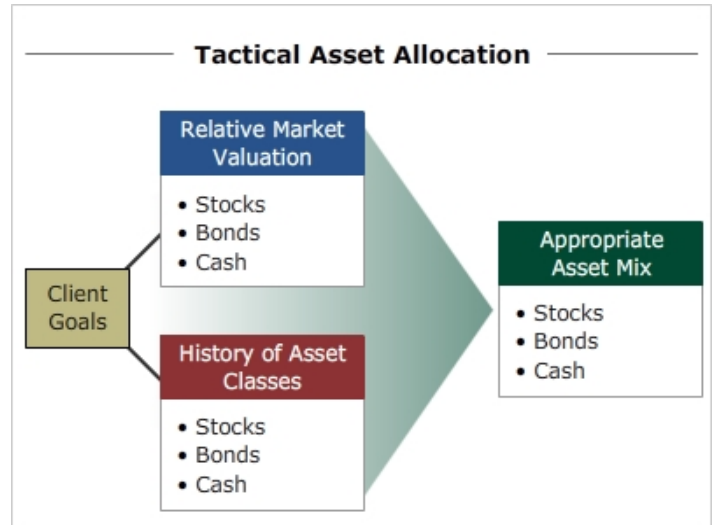 Tactical Asset Allocation
Relative Market
Valuation
• Stocks
• Bonds
• Cash
Client
Goals
History of Asset
Classes
• Stocks
• Bonds
• Cash
Appropriate
Asset Mix
• Stocks
• Bonds
• Cash